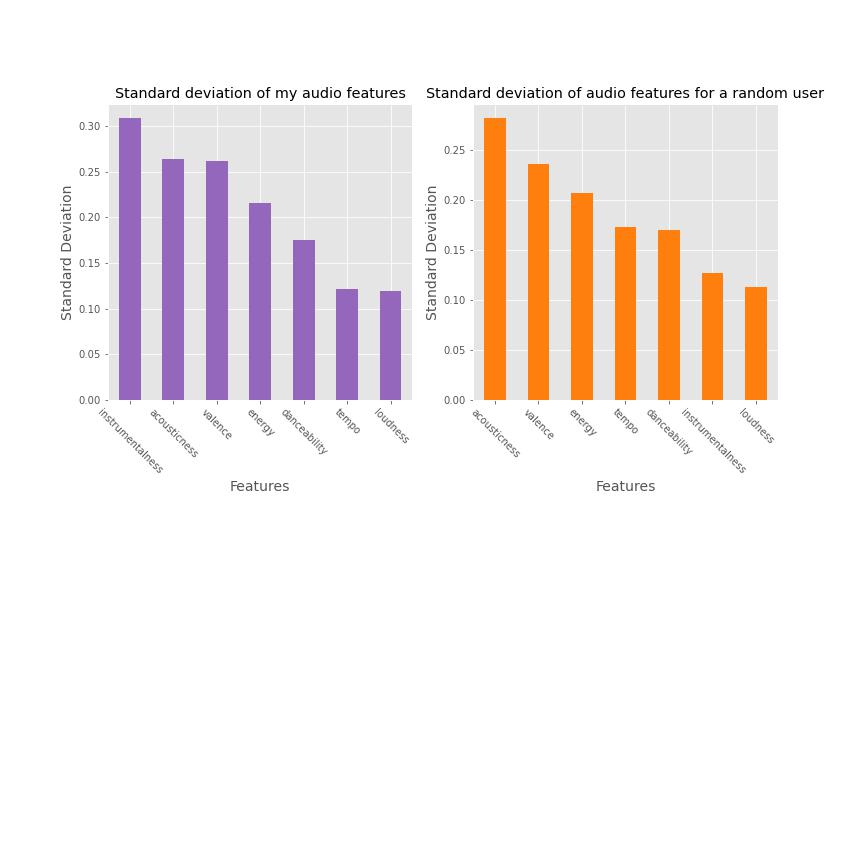 Standard deviation of my audio features
0.30
0.25
0.20
0.15
0.10
0.05
0.00
Standard Deviation
instrumentalness
acousticness
valence
energy
danceability
tempo
loudness
Features
Standard deviation of audio features for a random user
0.25
0.20
0.15
0.10
0.05
0.00
Standard Deviation
acousticness
valence
energy
tempo
danceability
instrumentalness
loudness
Features